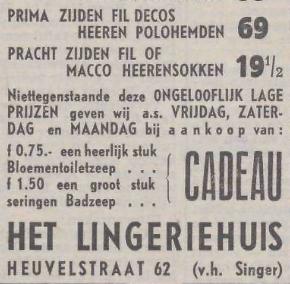 PRIMA ZIJDEN FIL DECOS
HEEREN POLOHEMDEN 69
PRACHT ZIJDEN FIL OF
MACCO HEERENSOKKEN 19 1/2
Niettegenstaande deze ONGELOOFLIJK LAGE
PRIJZEN geven wij a.s. VRIJDAG, ZATER-
DAG en MAANDAG bij aankoop van:
f 0.75.- een heerlijk stuk
Bloementoiletzeep . . .
f 1.50 een groot stuk
seringen Badzeep . . .
CADEAU
HET LINGERIEHUIS
HEUVELSTRAAT 62 (v.h. Singer)